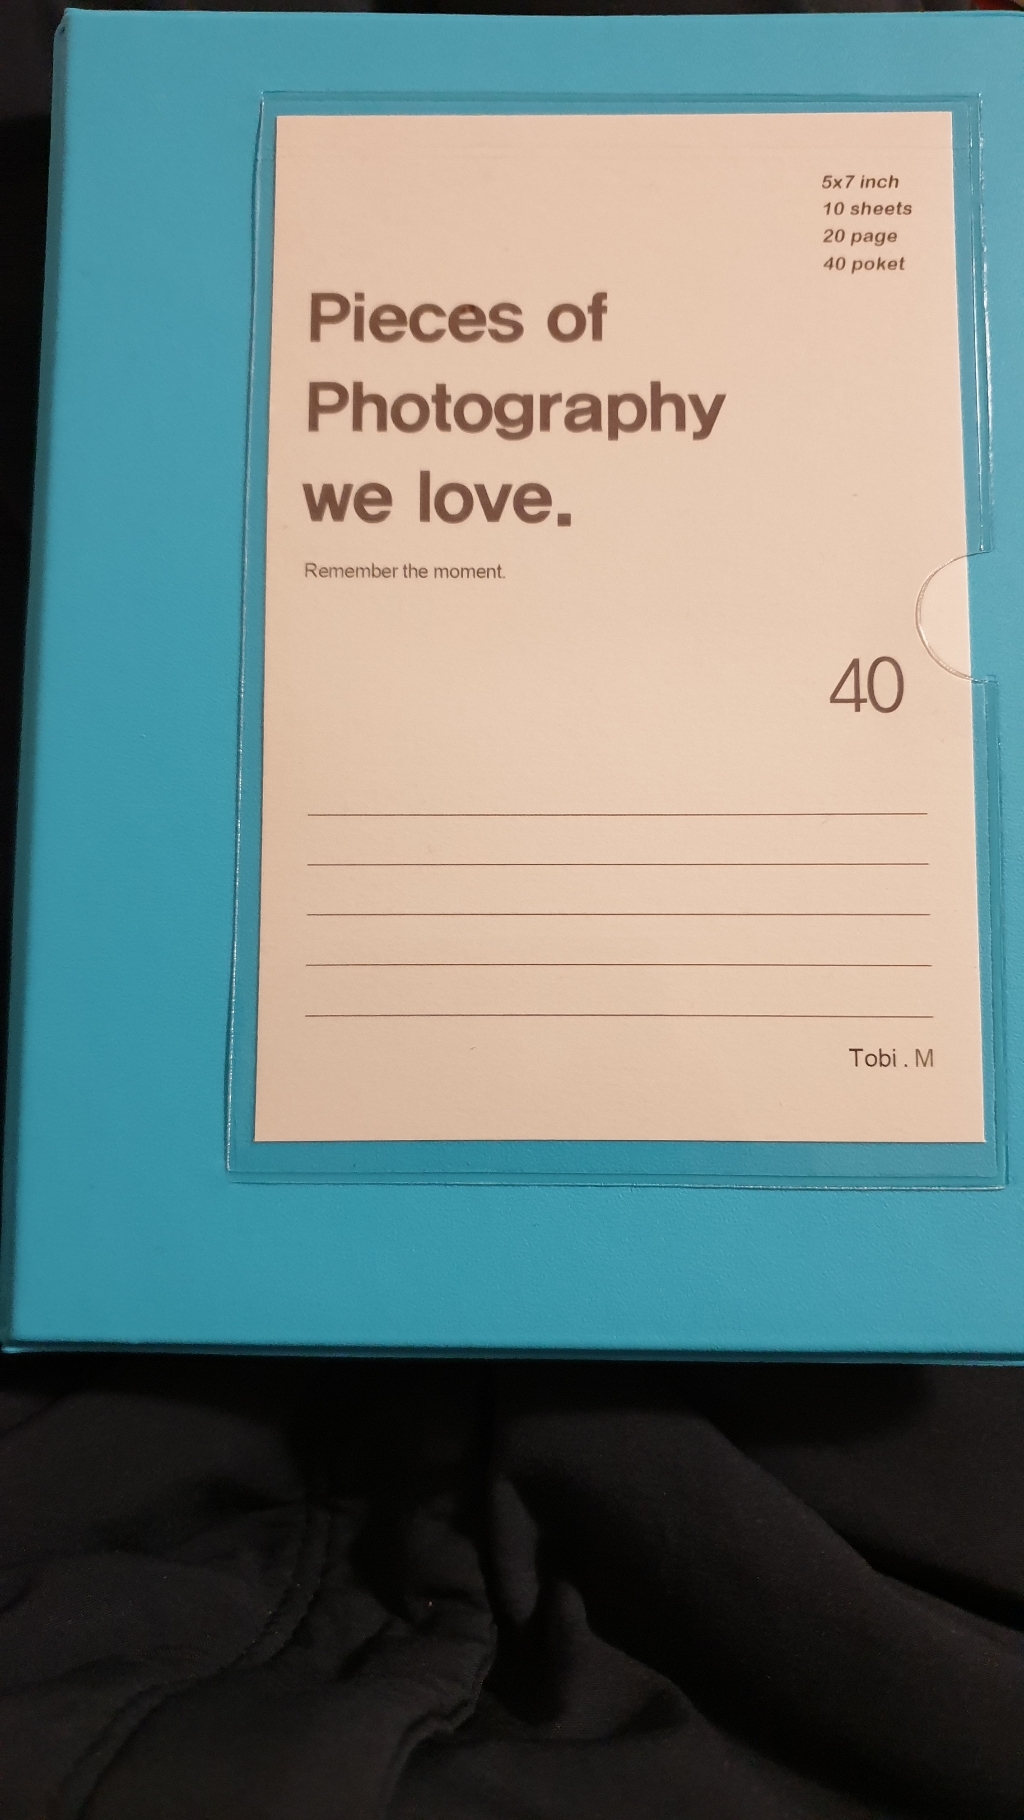 5x7 inch
10 sheets
20 page
40 poket
Pieces of
Photography
we love.
Remember the moment.
40
Tobi . M